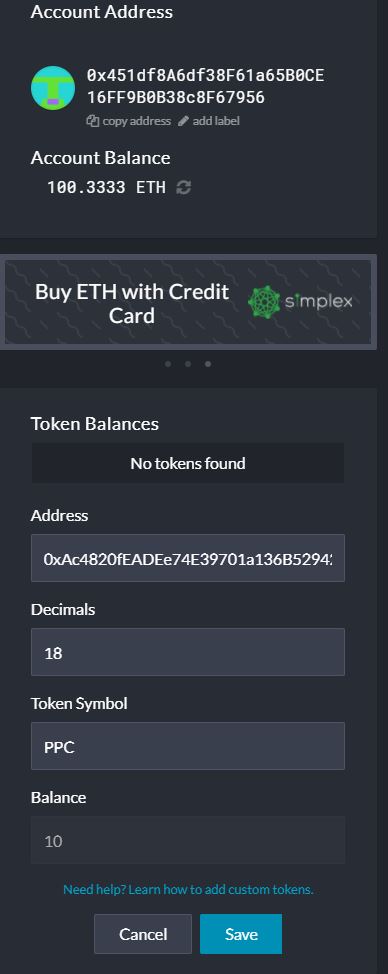 Account Address
0x451df8A6df38F61a65B0CE
16FF9B0B38c8F67956
copy address add label
Account Balance
100.3333 ETH
Buy ETH with Credit
Card
simplex
Token Balances
No tokens found
Address
0xAc4820fEADEe74E39701a136B5294
Decimals
18
Token Symbol
PPC
Balance
10
Need help? Learn how to add custom tokens.
Cancel Save